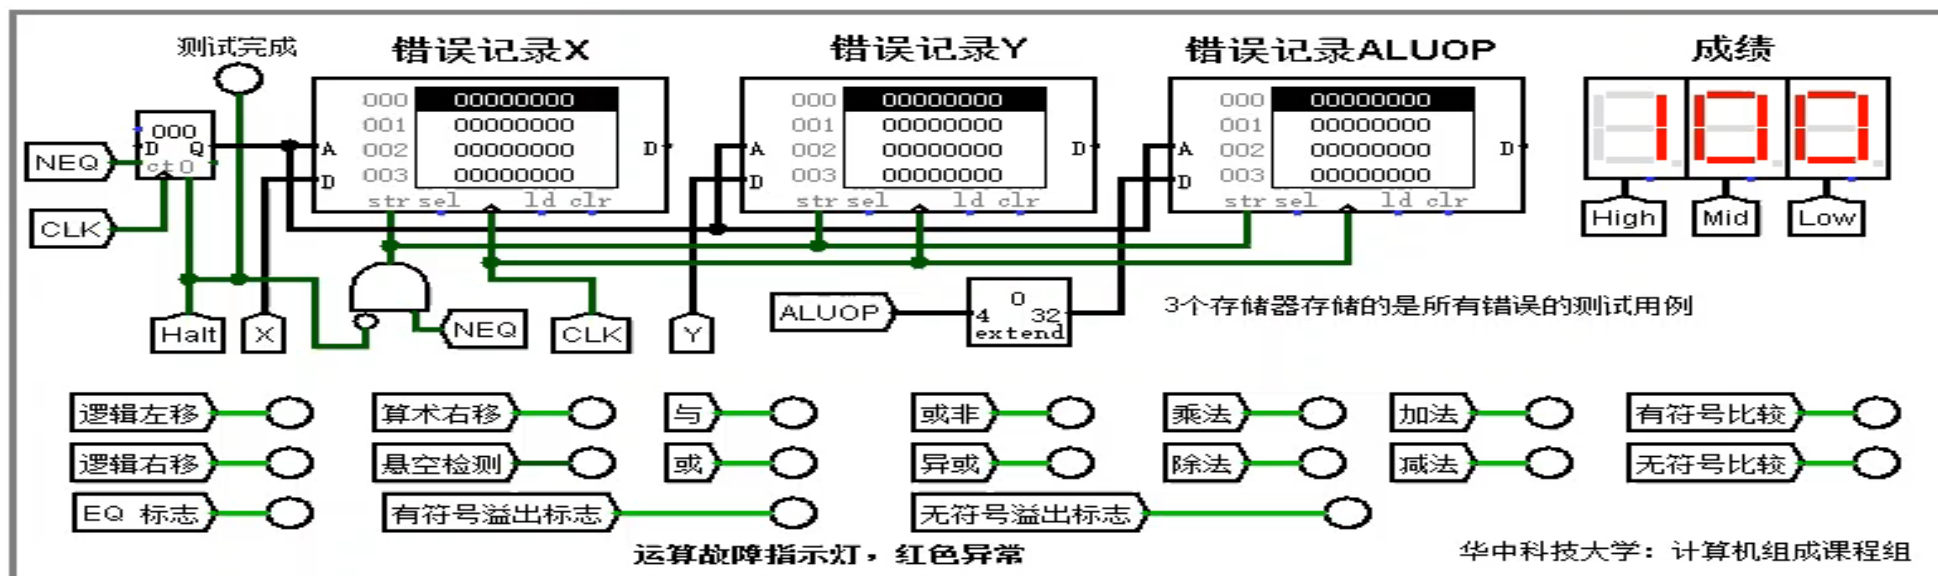 测试完成 错误记录X 错误记录Y 错误记录ALUOP 成绩
000 00000000 000 00000000 000 00000000
000
001 00000000 001 00000000 001 00000000
NEQ D Q A 002 00000000 D A 002 00000000 D A 002 00000000 D
ct 0
D 003 00000000 D 003 00000000 D 003 00000000
str sel ld clr str sel ld clr str sel ld clr
100
High Mid Low
CLK
ALUOP 0 4 32 extend 3个存储器存储的是所有错误的测试用例
Halt X NEQ CLK Y
逻辑左移 算术右移 与 或非 乘法 加法 有符号比较
逻辑右移 悬空检测 或 异或 除法 减法 无符号比较
EQ 标志 有符号溢出标志 无符号溢出标志
运算故障指示灯，红色异常
华中科技大学：计算机组成课程组